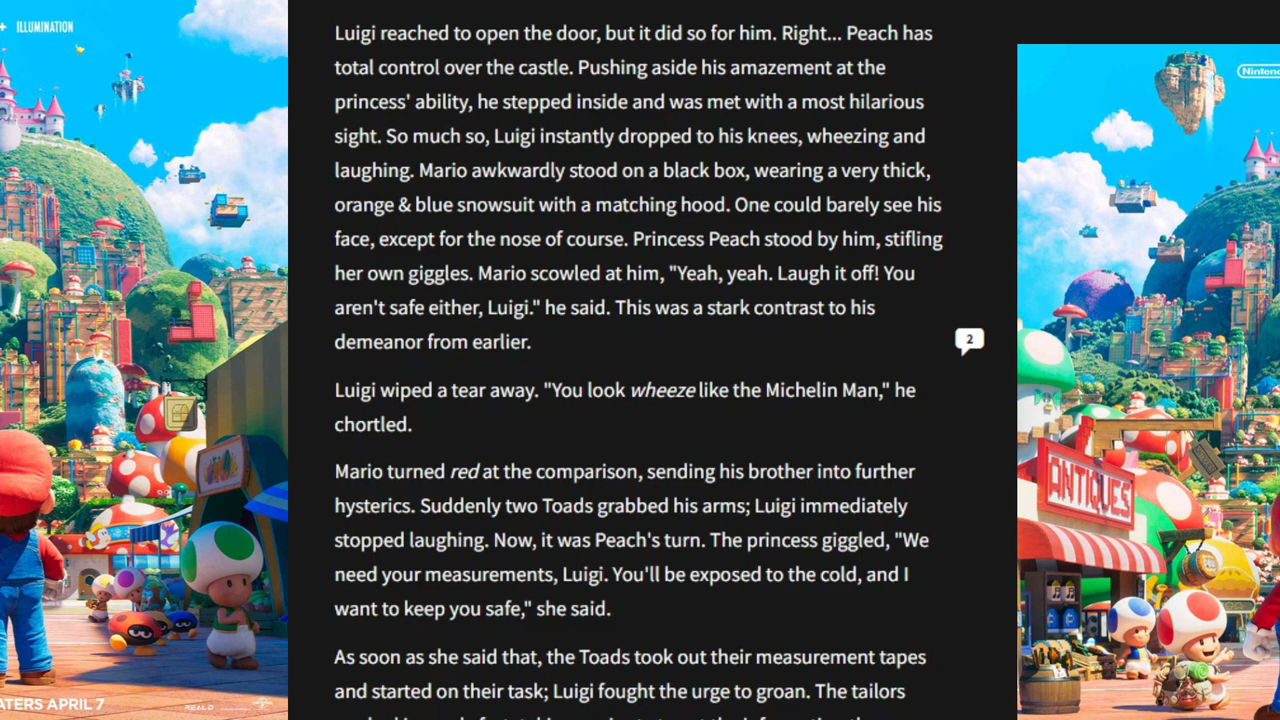 + ILLUMINATION
Luigi reached to open the door, but it did so for him. Right... Peach has
total control over the castle. Pushing aside his amazement at the
princess' ability, he stepped inside and was met with a most hilarious
sight. So much so, Luigi instantly dropped to his knees, wheezing and
laughing. Mario awkwardly stood on a black box, wearing a very thick,
orange & blue snowsuit with a matching hood. One could barely see his
face, except for the nose of course. Princess Peach stood by him, stifling
her own giggles. Mario scowled at him, "Yeah, yeah. Laugh it off! You
aren't safe either, Luigi." he said. This was a stark contrast to his
demeanor from earlier.
2
Luigi wiped a tear away. "You look wheeze like the Michelin Man," he
chortled.
Mario turned red at the comparison, sending his brother into further
hysterics. Suddenly two Toads grabbed his arms; Luigi immediately
stopped laughing. Now, it was Peach's turn. The princess giggled, "We
need your measurements, Luigi. You'll be exposed to the cold, and I
want to keep you safe," she said.
As soon as she said that, the Toads took out their measurement tapes
and started on their task; Luigi fought the urge to groan. The tailors
ATERS APRIL 7
REALD
Ninten
ANTIQUES